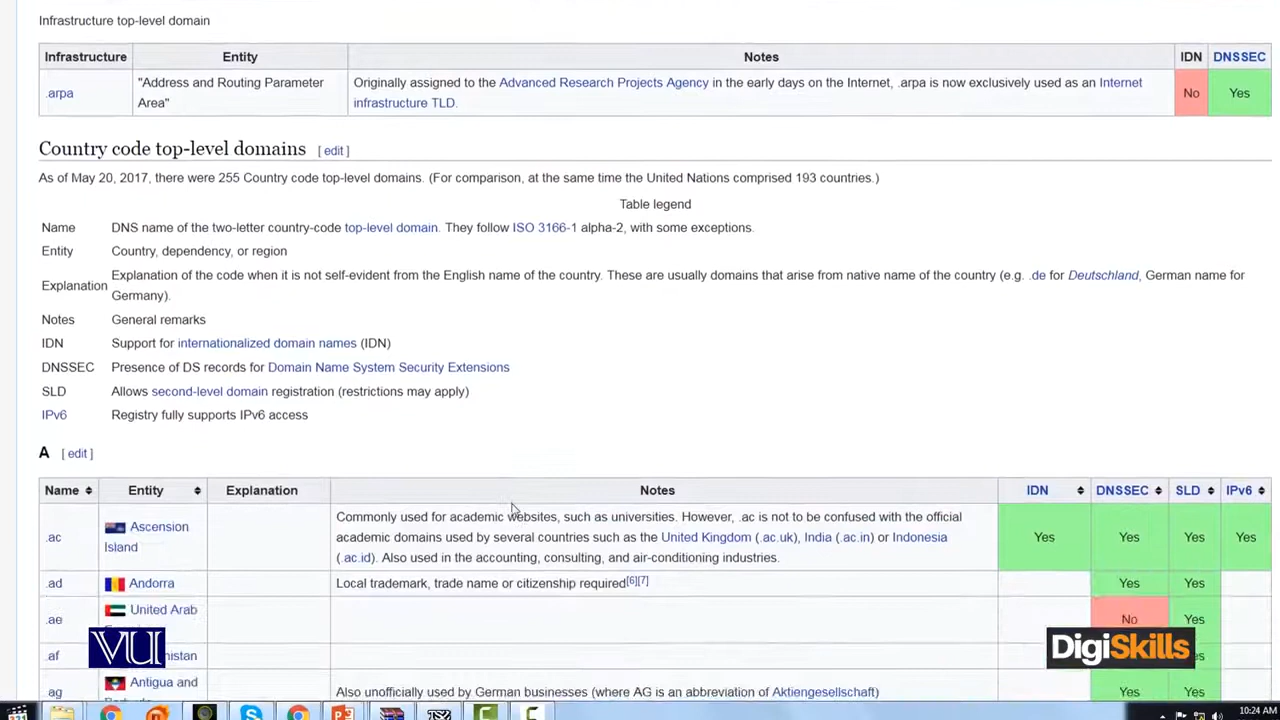 Infrastructure top-level domain
Infrastructure Entity Notes IDN DNSSEC
.arpa "Address and Routing Parameter Area" Originally assigned to the Advanced Research Projects Agency in the early days on the Internet, .arpa is now exclusively used as an Internet infrastructure TLD. No Yes
Country code top-level domains [ edit ]
As of May 20, 2017, there were 255 Country code top-level domains. (For comparison, at the same time the United Nations comprised 193 countries.)
Table legend
Name DNS name of the two-letter country-code top-level domain. They follow ISO 3166-1 alpha-2, with some exceptions.
Entity Country, dependency, or region
Explanation Explanation of the code when it is not self-evident from the English name of the country. These are usually domains that arise from native name of the country (e.g. .de for Deutschland, German name for
Germany).
Notes General remarks
IDN Support for internationalized domain names (IDN)
DNSSEC Presence of DS records for Domain Name System Security Extensions
SLD Allows second-level domain registration (restrictions may apply)
IPv6 Registry fully supports IPv6 access
A [ edit ]
Name Entity Explanation Notes IDN DNSSEC SLD IPv6
.ac Ascension Island Commonly used for academic websites, such as universities. However, .ac is not to be confused with the official
academic domains used by several countries such as the United Kingdom (.ac.uk), India (.ac.in) or Indonesia
(.ac.id). Also used in the accounting, consulting, and air-conditioning industries. Yes Yes Yes Yes
.ad Andorra Local trademark, trade name or citizenship required[6][7] Yes Yes
.ae United Arab No Yes
.af
.ag Antigua and Also unofficially used by German businesses (where AG is an abbreviation of Aktiengesellschaft) Yes Yes
VU
DigiSkills
10:24 AM